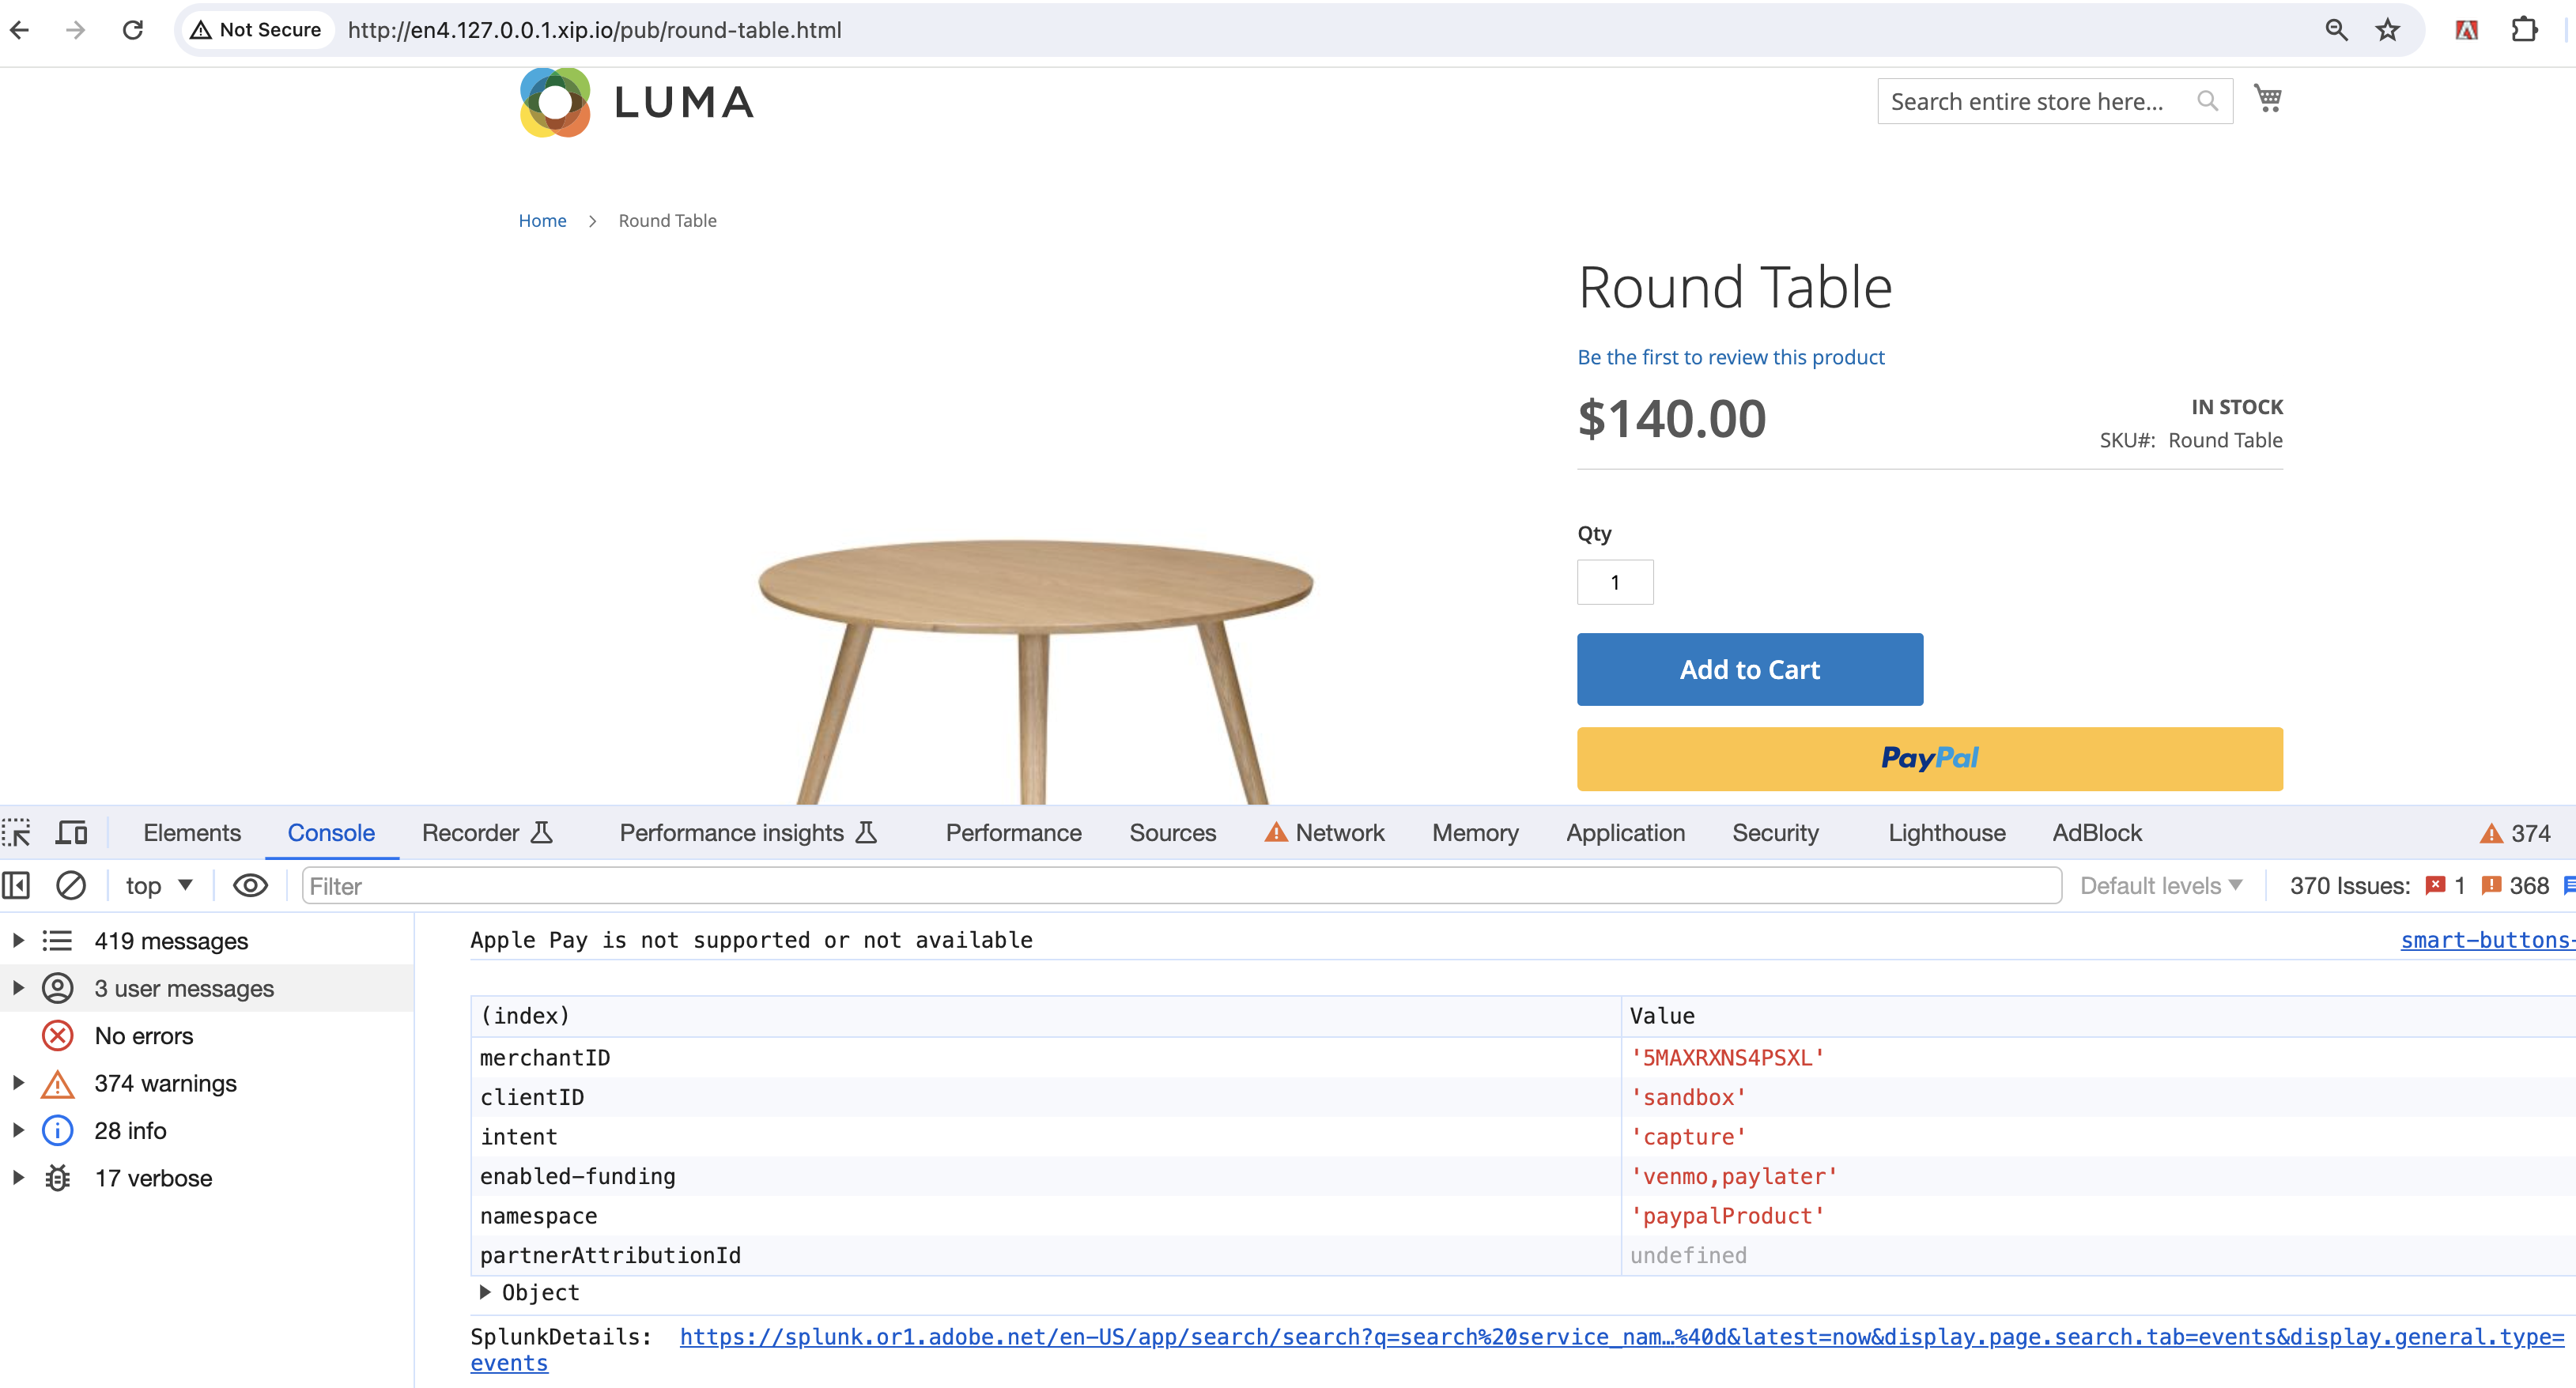 Not Secure http://en4.127.0.0.1.xip.io/pub/round-table.html
LUMA
Search entire store here...
Home > Round Table
Round Table
Be the first to review this product
$140.00
IN STOCK
SKU#: Round Table
Qty
1
Add to Cart
PayPal
Elements Console Recorder Performance insights Performance Sources Network Memory Application Security Lighthouse AdBlock 374
top Filter Default levels 370 Issues: 1 368
419 messages
3 user messages
No errors
374 warnings
28 info
17 verbose
Apple Pay is not supported or not available smart-buttons-
(index) Value
merchantID '5MAXRXNS4PSXL'
clientID 'sandbox'
intent 'capture'
enabled-funding 'venmo,paylater'
namespace 'paypalProduct'
partnerAttributionId undefined
Object
SplunkDetails: https://splunk.or1.adobe.net/en-US/app/search/search?q=search%20service_nam…%40d&latest=now&display.page.search.tab=events&display.general.type=
events